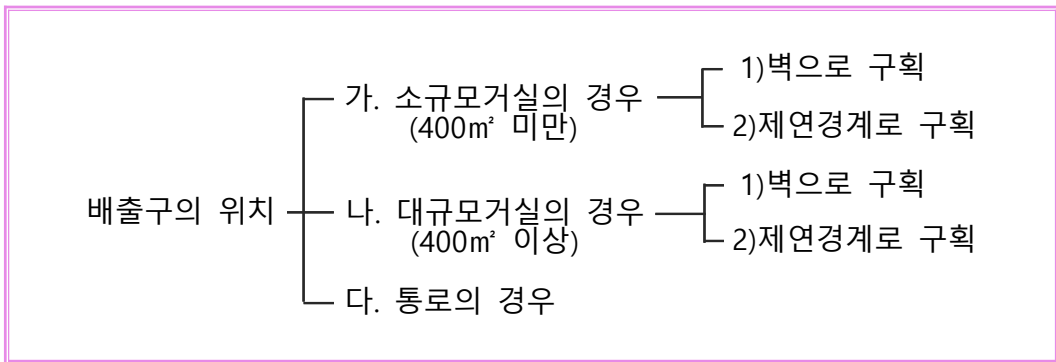 1)벽으로 구획
가. 소규모거실의 경우
(400㎡ 미만)
2)제연경계로 구획
배출구의 위치
1)벽으로 구획
나. 대규모거실의 경우
(400㎡ 이상)
2)제연경계로 구획
다. 통로의 경우